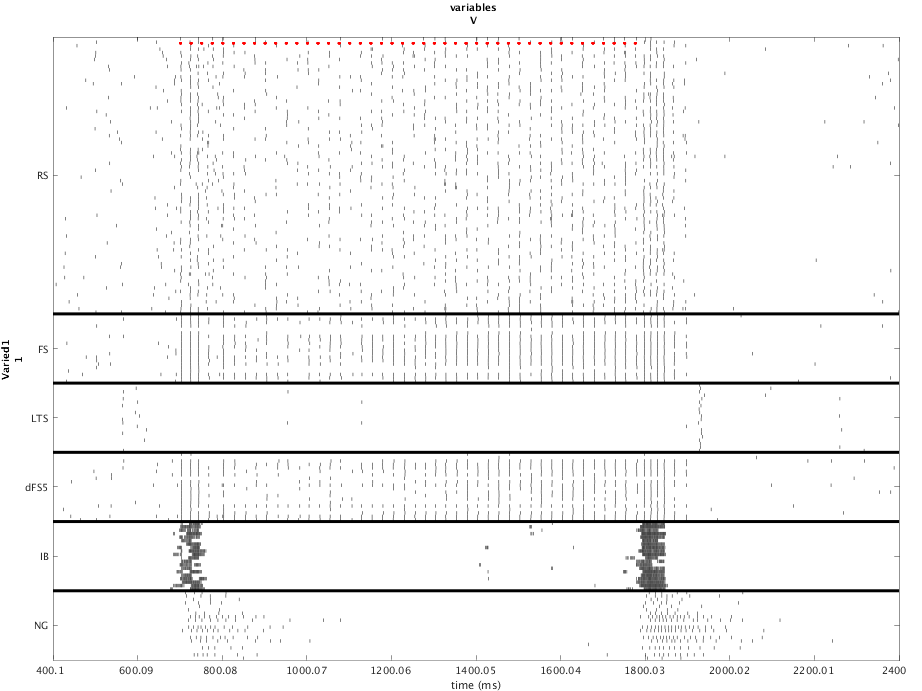 variables
V
RS
FS
LTS
dFS5
IB
NG
Varied1
1
400.1 600.09 800.08 1000.07 1200.06 1400.05 1600.04 1800.03 2000.02 2200.01 2400
time (ms)